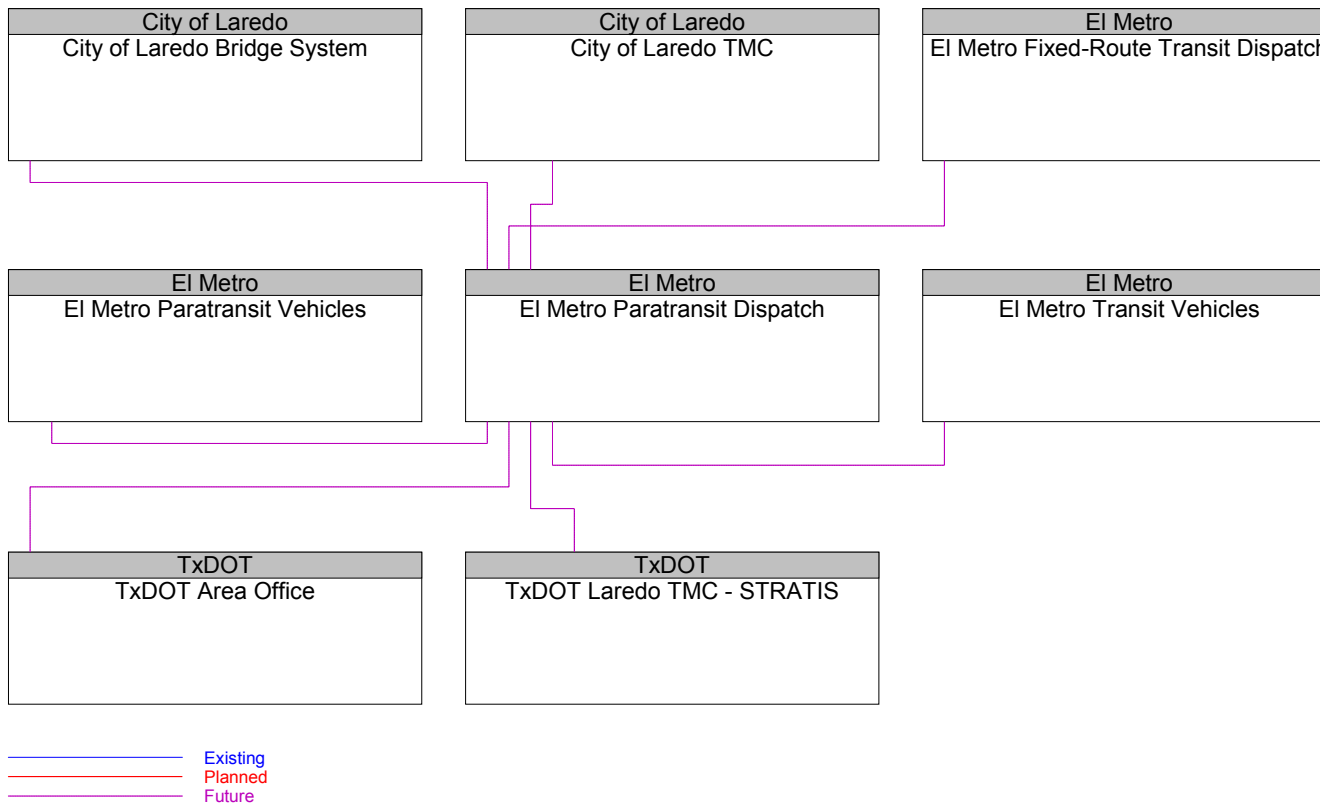 City of Laredo
City of Laredo Bridge System
City of Laredo
City of Laredo TMC
El Metro
El Metro Fixed-Route Transit Dispatch
El Metro
El Metro Paratransit Vehicles
El Metro
El Metro Paratransit Dispatch
El Metro
El Metro Transit Vehicles
TxDOT
TxDOT Area Office
TxDOT
TxDOT Laredo TMC - STRATIS
Existing
Planned
Future